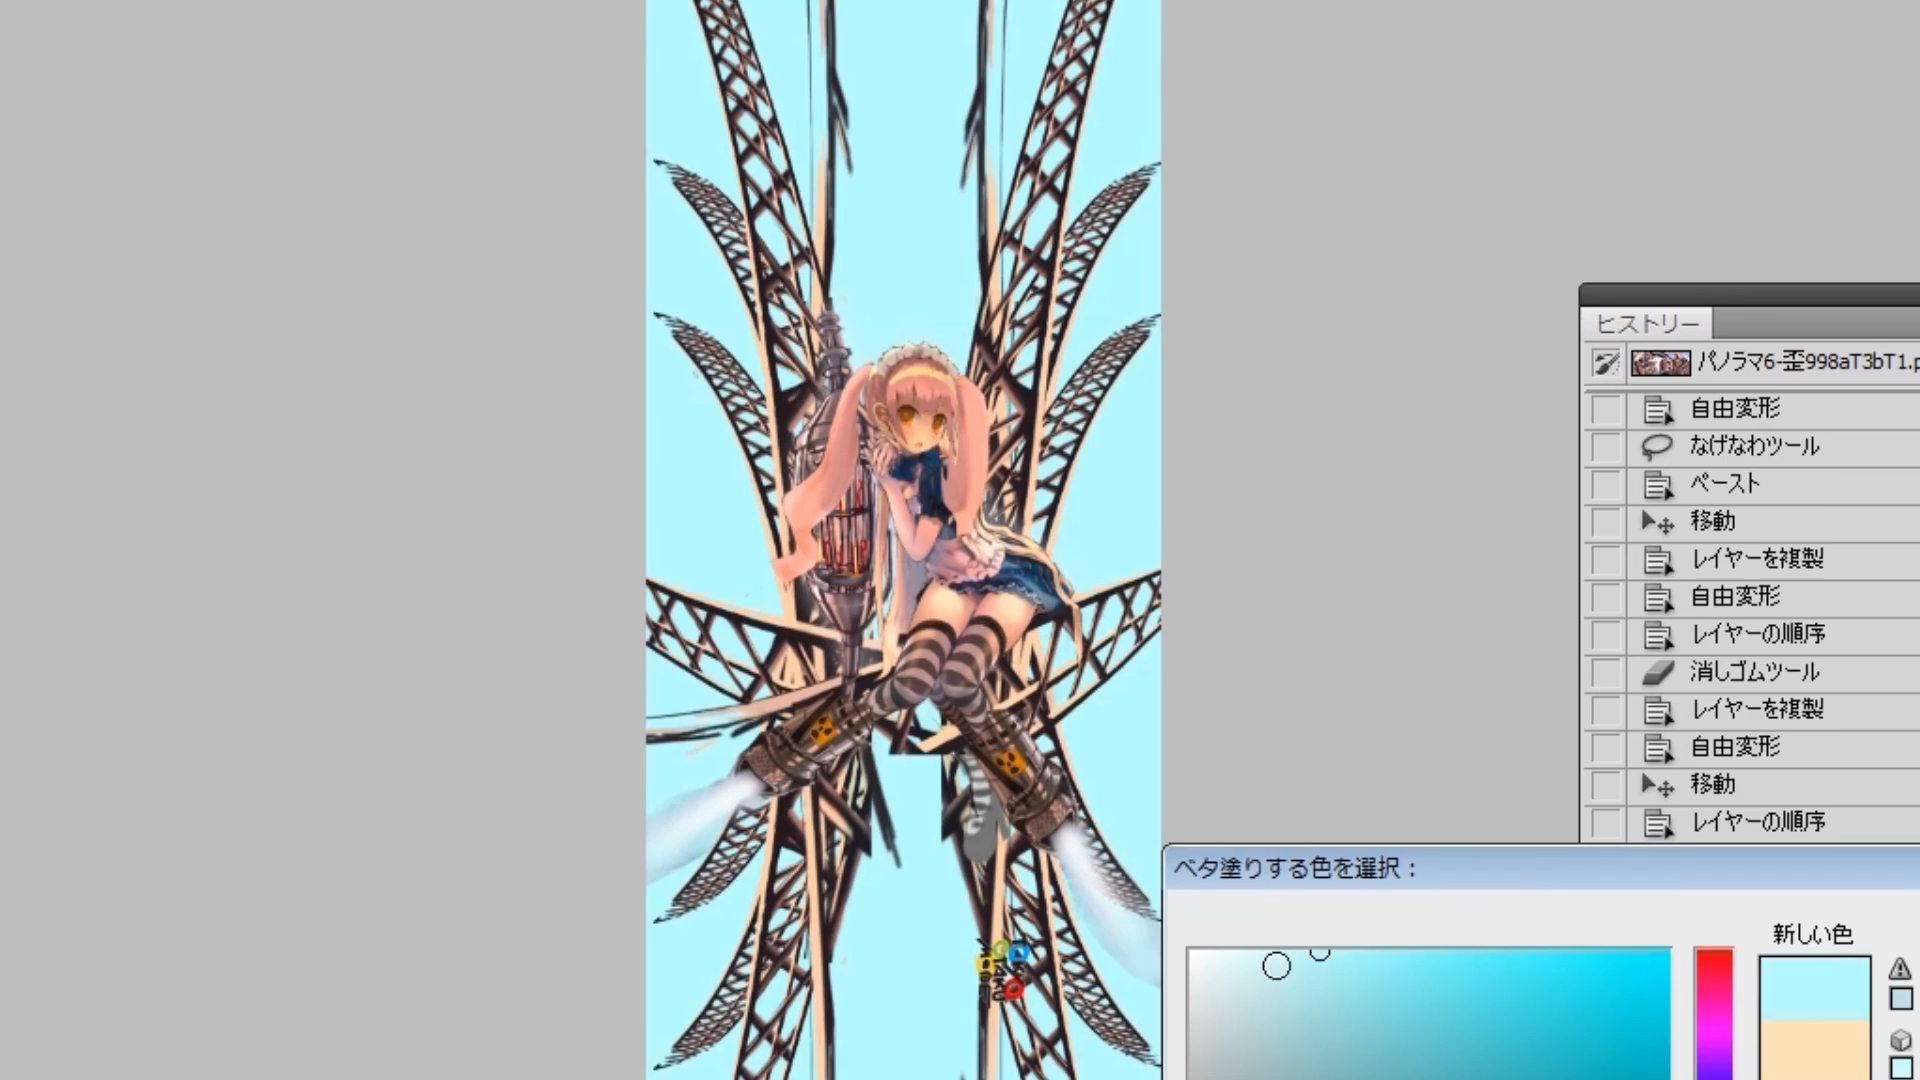 ヒストリー
パノラマ6-歪998aT3bT1.p
自由変形
なげなわツール
ペースト
移動
レイヤーを複製
自由変形
レイヤーの順序
消しゴムツール
レイヤーを複製
自由変形
移動
レイヤーの順序
ベタ塗りする色を選択：
新しい色